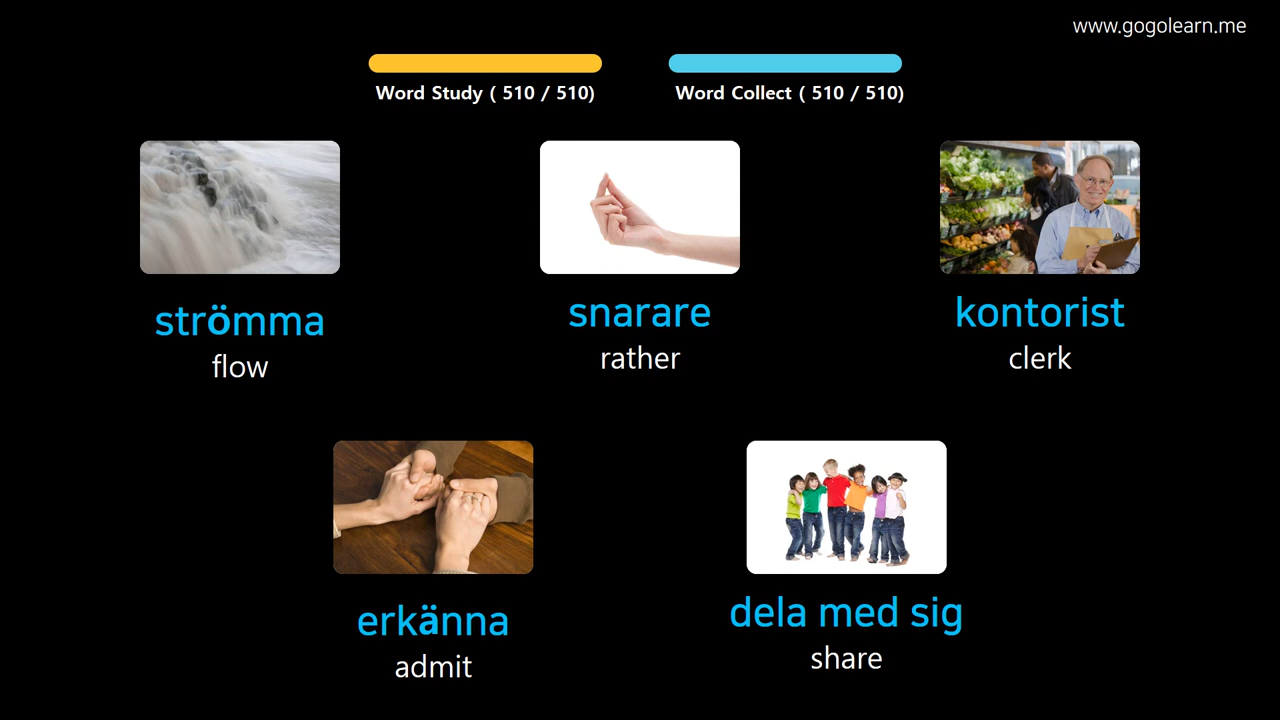 www.gogolearn.me
Word Study ( 510 / 510)
Word Collect ( 510 / 510)
strömma
flow
snarare
rather
kontorist
clerk
erkänna
admit
dela med sig
share